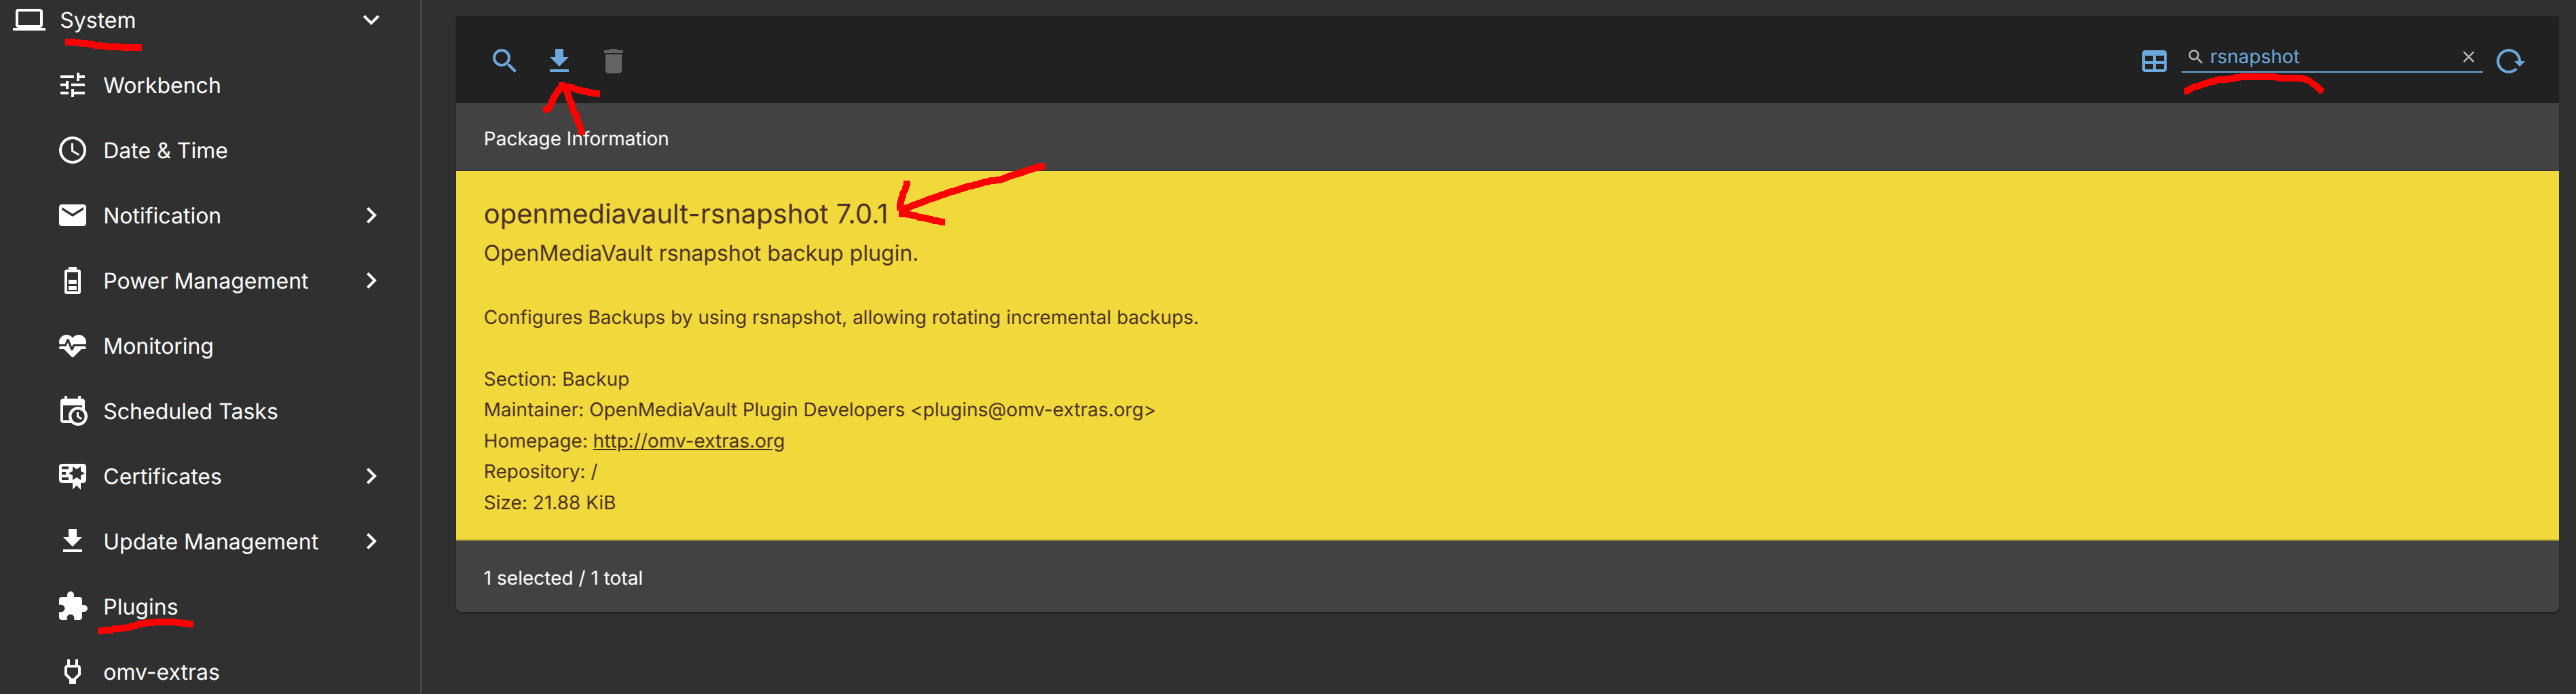 System
Workbench
Date & Time
Notification
Power Management
Monitoring
Scheduled Tasks
Certificates
Update Management
Plugins
omv-extras
rsnapshot
Package Information
openmediavault-rsnapshot 7.0.1
OpenMediaVault rsnapshot backup plugin.
Configures Backups by using rsnapshot, allowing rotating incremental backups.
Section: Backup
Maintainer: OpenMediaVault Plugin Developers <plugins@omv-extras.org>
Homepage: http://omv-extras.org
Repository: /
Size: 21.88 KiB
1 selected / 1 total